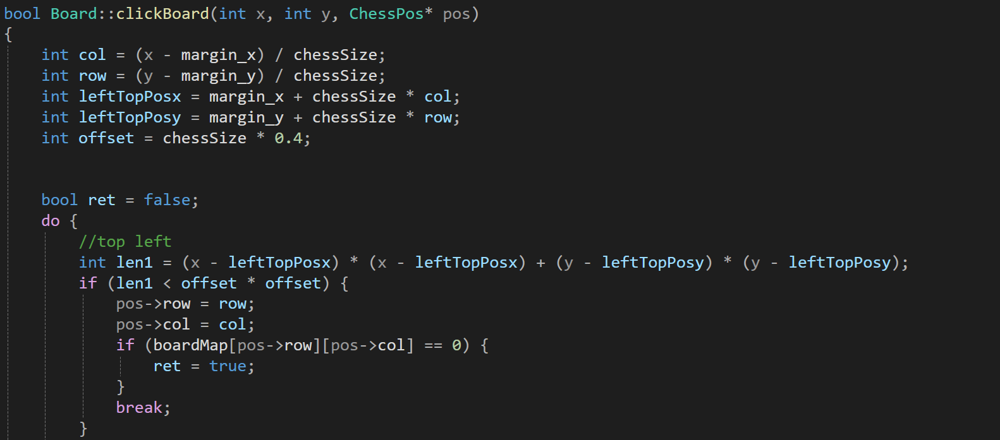 bool Board::clickBoard(int x, int y, ChessPos* pos)
{
    int col = (x - margin_x) / chessSize;
    int row = (y - margin_y) / chessSize;
    int leftTopPosx = margin_x + chessSize * col;
    int leftTopPosy = margin_y + chessSize * row;
    int offset = chessSize * 0.4;
    bool ret = false;
    do {
        //top left
        int len1 = (x - leftTopPosx) * (x - leftTopPosx) + (y - leftTopPosy) * (y - leftTopPosy);
        if (len1 < offset * offset) {
            pos->row = row;
            pos->col = col;
            if (boardMap[pos->row][pos->col] == 0) {
                ret = true;
            }
            break;
        }